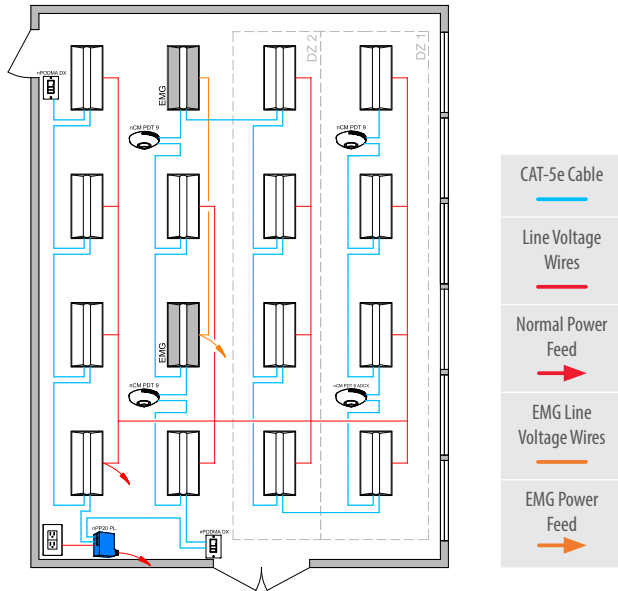 nPODMA DX
EMG
DZ 2
DZ 1
nCM PDT 9
nCM PDT 9
EMG
nCM PDT 9
nCM PDT 9 ADCX
nPP20 PL
nPODMA DX
CAT-5e Cable
Line Voltage
Wires
Normal Power
Feed
EMG Line
Voltage Wires
EMG Power
Feed